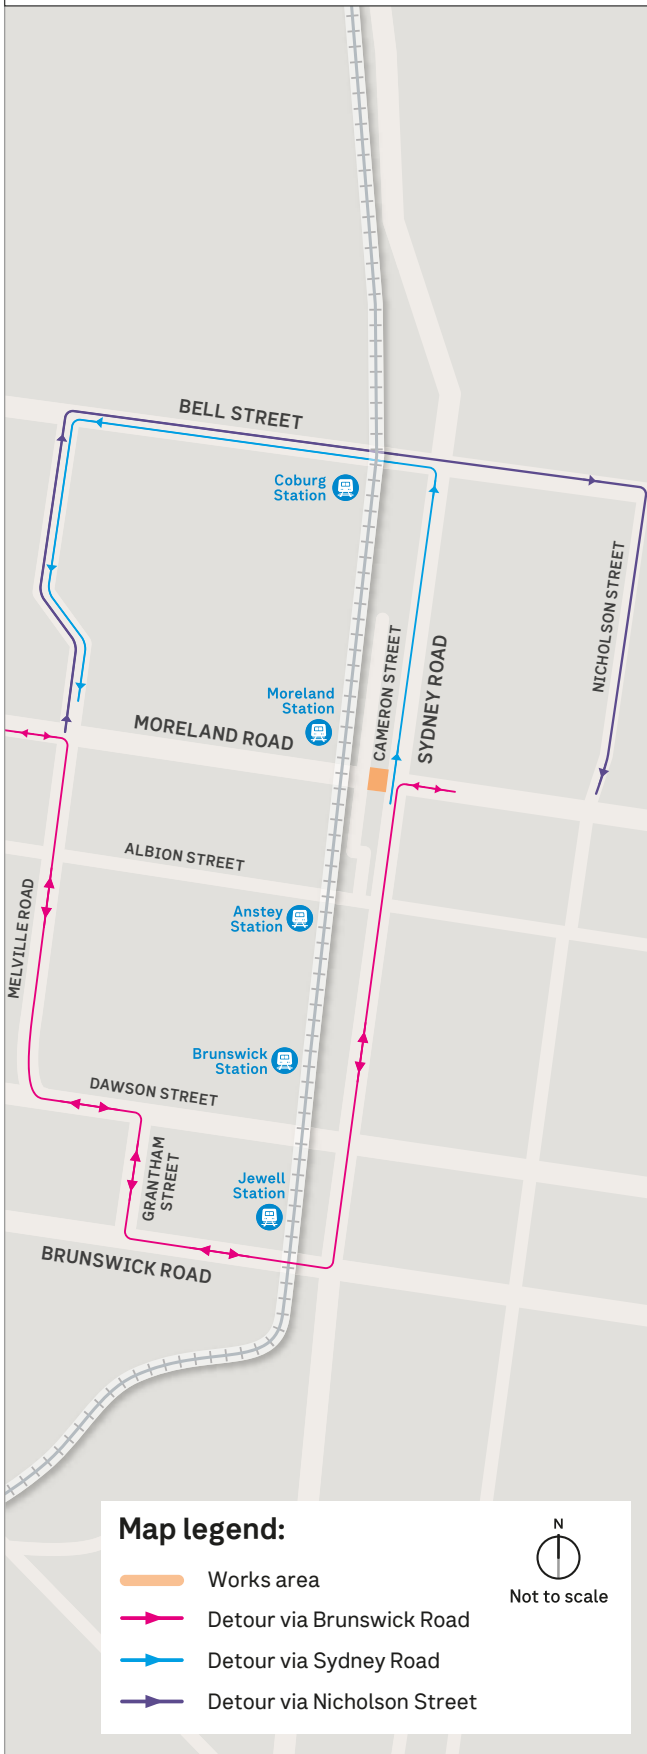 BELL STREET
Coburg
Station
NICHOLSON STREET
CAMERON STREET
SYDNEY ROAD
Moreland
Station
MORELAND ROAD
ALBION STREET
MELVILLE ROAD
Anstey
Station
Brunswick
Station
DAWSON STREET
GRANTHAM
STREET
Jewell
Station
BRUNSWICK ROAD
Map legend:
N
Not to scale
Works area
Detour via Brunswick Road
Detour via Sydney Road
Detour via Nicholson Street